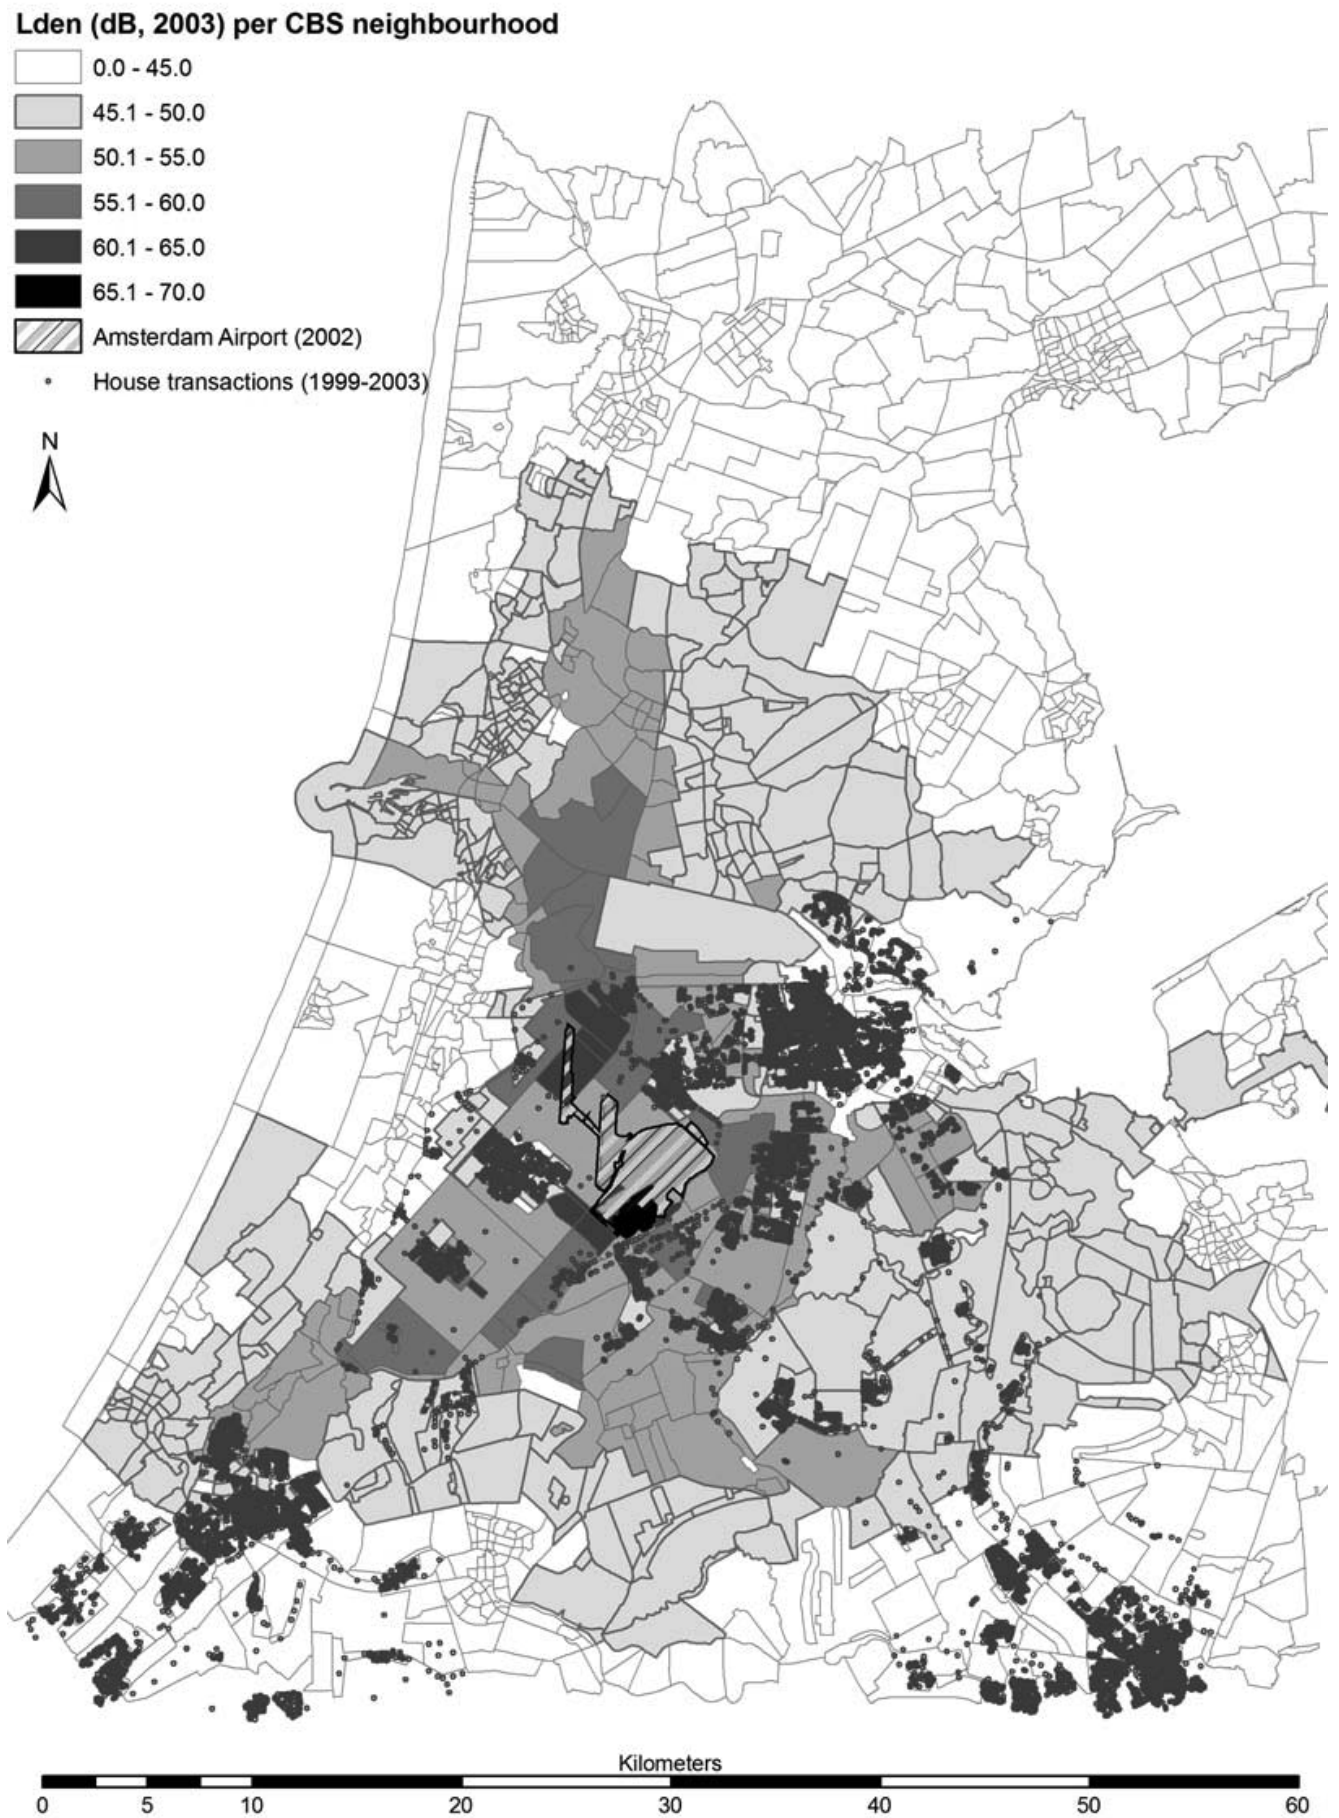 Lden (dB, 2003) per CBS neighbourhood
0.0 - 45.0
45.1 - 50.0
50.1 - 55.0
55.1 - 60.0
60.1 - 65.0
65.1 - 70.0
Amsterdam Airport (2002)
House transactions (1999-2003)
N
Kilometers
0 5 10 20 30 40 50 60